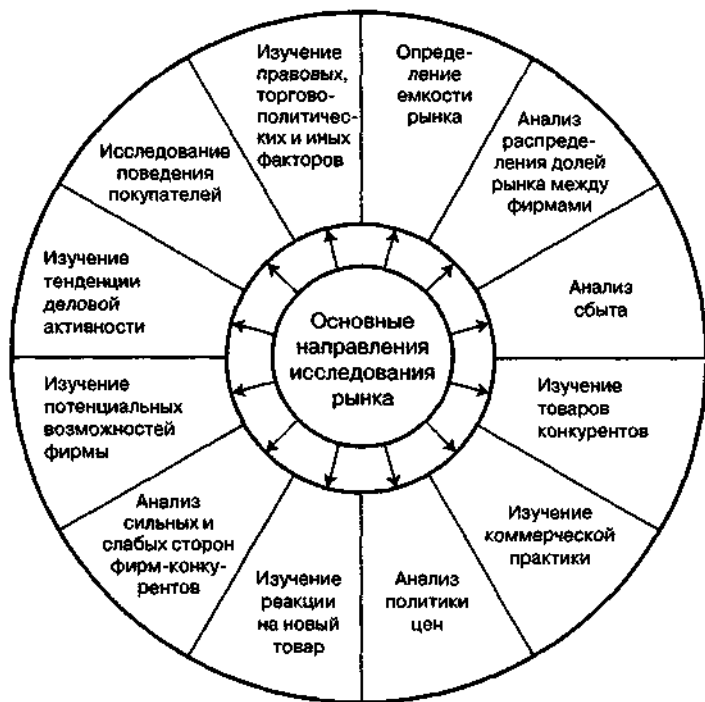 Изучение
правовых,
торгово-
политичес-
ких и иных
факторов
Опреде-
ление
емкости
рынка
Анализ
распреде-
ления долей
рынка между
фирмами
Анализ
сбыта
Изучение
товаров
конкурентов
Изучение
коммерческой
практики
Анализ
политики
цен
Изучение
реакции
на новый
товар
Анализ
сильных и
слабых сторон
фирм-конку-
рентов
Изучение
потенциальных
возможностей
фирмы
Изучение
тенденции
деловой
активности
Исследование
поведения
покупателей
Основные
направления
исследования
рынка